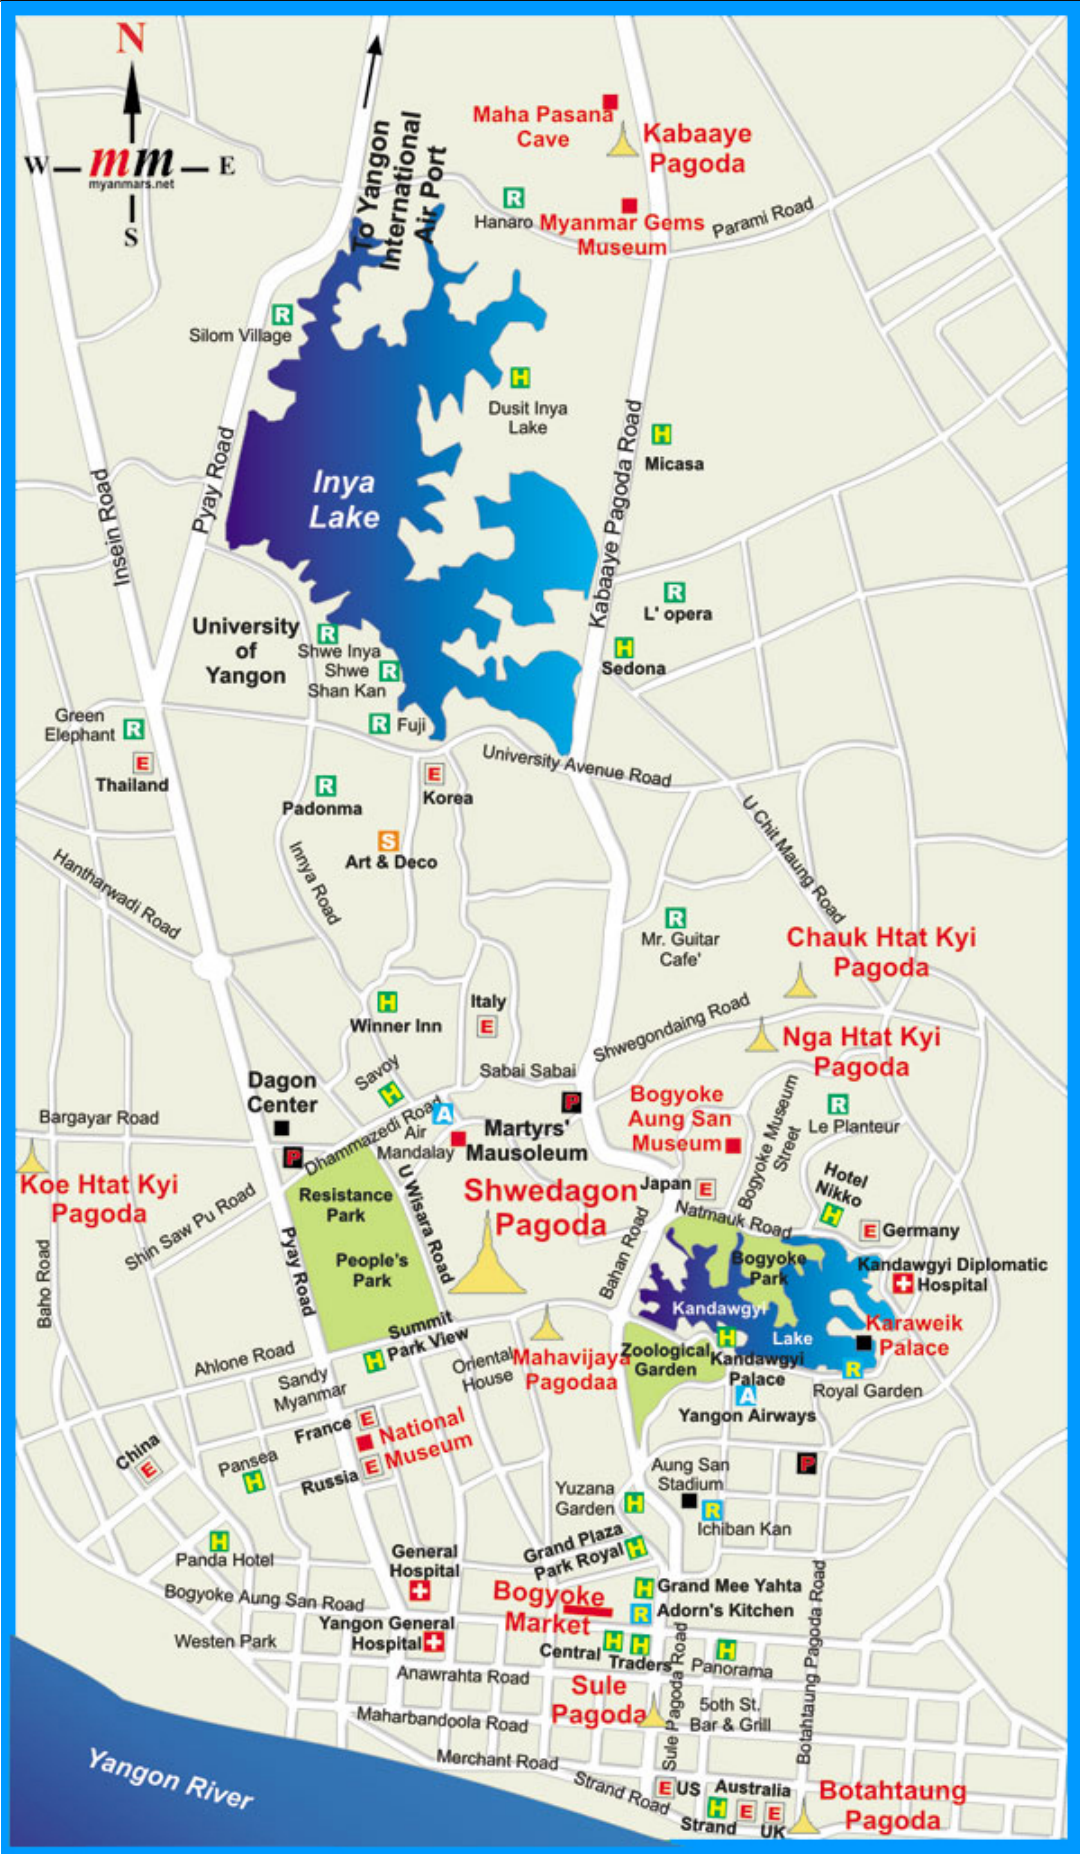 N
W
mm
E
myanmars.net
S
To Yangon
International
Air Port
Maha Pasana
Cave
Kabaaye
Pagoda
R
Hanaro
Myanmar Gems
Museum
Parami Road
R
Silom Village
H
Dusit Inya
Lake
H
Micasa
Inya
Lake
Pyay Road
Insein Road
Kabaaye Pagoda Road
R
L' opera
H
Sedona
University
of
Yangon
R
Shwe Inya
Shwe
Shan Kan
R
R
Fuji
Green
Elephant
R
E
Thailand
University Avenue Road
R
Padonma
E
Korea
S
Art & Deco
Innya Road
Hantharwadi Road
U Chit Maung Road
R
Mr. Guitar
Cafe'
Chauk Htat Kyi
Pagoda
Nga Htat Kyi
Pagoda
H
Winner Inn
Italy
E
Shwegondaing Road
Savoy
H
Sabai Sabai
P
Dagon
Center
P
Bargayar Road
Dhammazedi Road
A
Air
Mandalay
Martyrs'
Mausoleum
Bogyoke
Aung San
Museum
Bogyoke Museum
Street
R
Le Planteur
Koe Htat Kyi
Pagoda
Shin Saw Pu Road
Resistance
Park
People's
Park
U Wisara Road
Shwedagon
Pagoda
Japan
E
Natmauk Road
Hotel
Nikko
H
E
Germany
Kandawgyi Diplomatic
Hospital
Bogyoke
Park
Bahan Road
Baho Road
Pyay Road
Kandawgyi
Lake
Karaweik
Palace
Summit
Park View
H
Ahlone Road
Sandy
Myanmar
Oriental
House
Mahavijaya
Pagodaa
Zoological
Garden
H
Kandawgyi
Palace
R
Royal Garden
A
Yangon Airways
France
E
National
Museum
Russia
E
China
E
Pansea
H
Aung San
Stadium
P
R
Ichiban Kan
Yuzana
Garden
H
Grand Plaza
Park Royal
H
H
Panda Hotel
General
Hospital
Bogyoke Aung San Road
Bogyoke
Market
H
Grand Mee Yahta
R
Adorn's Kitchen
Yangon General
Hospital
Westen Park
Central
H
H
Traders
H
Panorama
Anawrahta Road
Sule
Pagoda
Sule Pagoda Road
5oth St.
Bar & Grill
Botahtaung Pagoda Road
Maharbandoola Road
Merchant Road
Strand Road
Yangon River
E
US
Australia
H
Strand
E
E
UK
Botahtaung
Pagoda